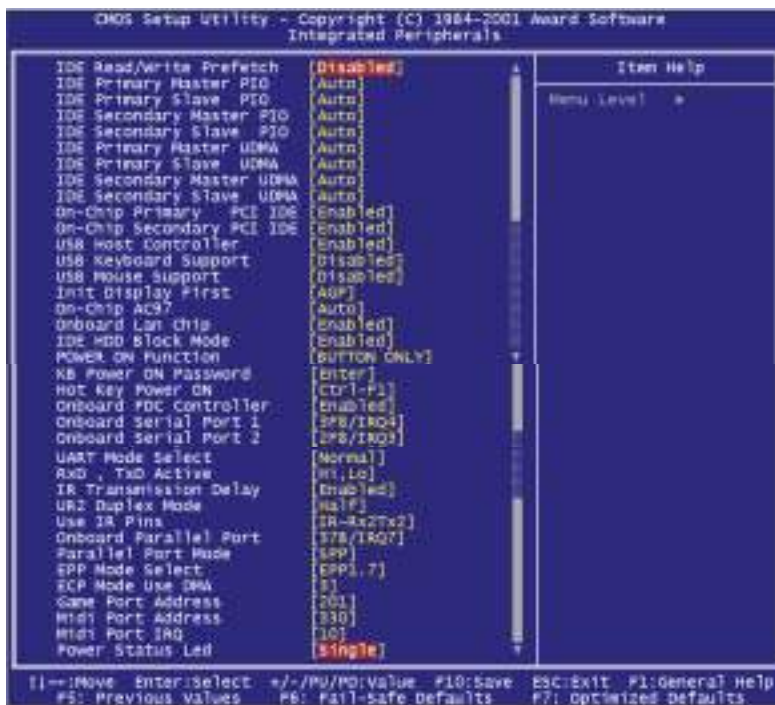 CMOS Setup Utility - Copyright (C) 1984-2001 Award Software
Integrated Peripherals
IDE Read/Write Prefetch [Disabled]
IDE Primary Master PIO [Auto]
IDE Primary Slave PIO [Auto]
IDE Secondary Master PIO [Auto]
IDE Secondary Slave PIO [Auto]
IDE Primary Master UDMA [Auto]
IDE Primary Slave UDMA [Auto]
IDE Secondary Master UDMA [Auto]
IDE Secondary Slave UDMA [Auto]
On-Chip Primary PCI IDE [Enabled]
On-Chip Secondary PCI IDE [Enabled]
USB Host Controller [Enabled]
USB Keyboard Support [Disabled]
USB Mouse Support [Disabled]
Init Display First [AGP]
On-Chip AC97 [Auto]
Onboard Lan Chip [Enabled]
IDE HDD Block Mode [Enabled]
POWER ON Function [BUTTON ONLY]
KB Power ON Password [Enter]
Hot Key Power ON [Ctrl-F1]
Onboard FDC Controller [Enabled]
Onboard Serial Port 1 [3F8/IRQ4]
Onboard Serial Port 2 [2F8/IRQ3]
UART Mode Select [Normal]
RxD , TxD Active [Hi,Lo]
IR Transmission Delay [Enabled]
UR2 Duplex Mode [Half]
Use IR Pins [IR-Rx2Tx2]
Onboard Parallel Port [378/IRQ7]
Parallel Port Mode [SPP]
EPP Mode Select [EPP1.7]
ECP Mode Use DMA [3]
Game Port Address [201]
Midi Port Address [330]
Midi Port IRQ [10]
Power Status Led [Single]
Item Help
Menu Level ►
↑↓→←:Move Enter:Select +/-/PU/PD:Value F10:Save ESC:Exit F1:General Help
F5: Previous Values F6: Fail-Safe Defaults F7: Optimized Defaults